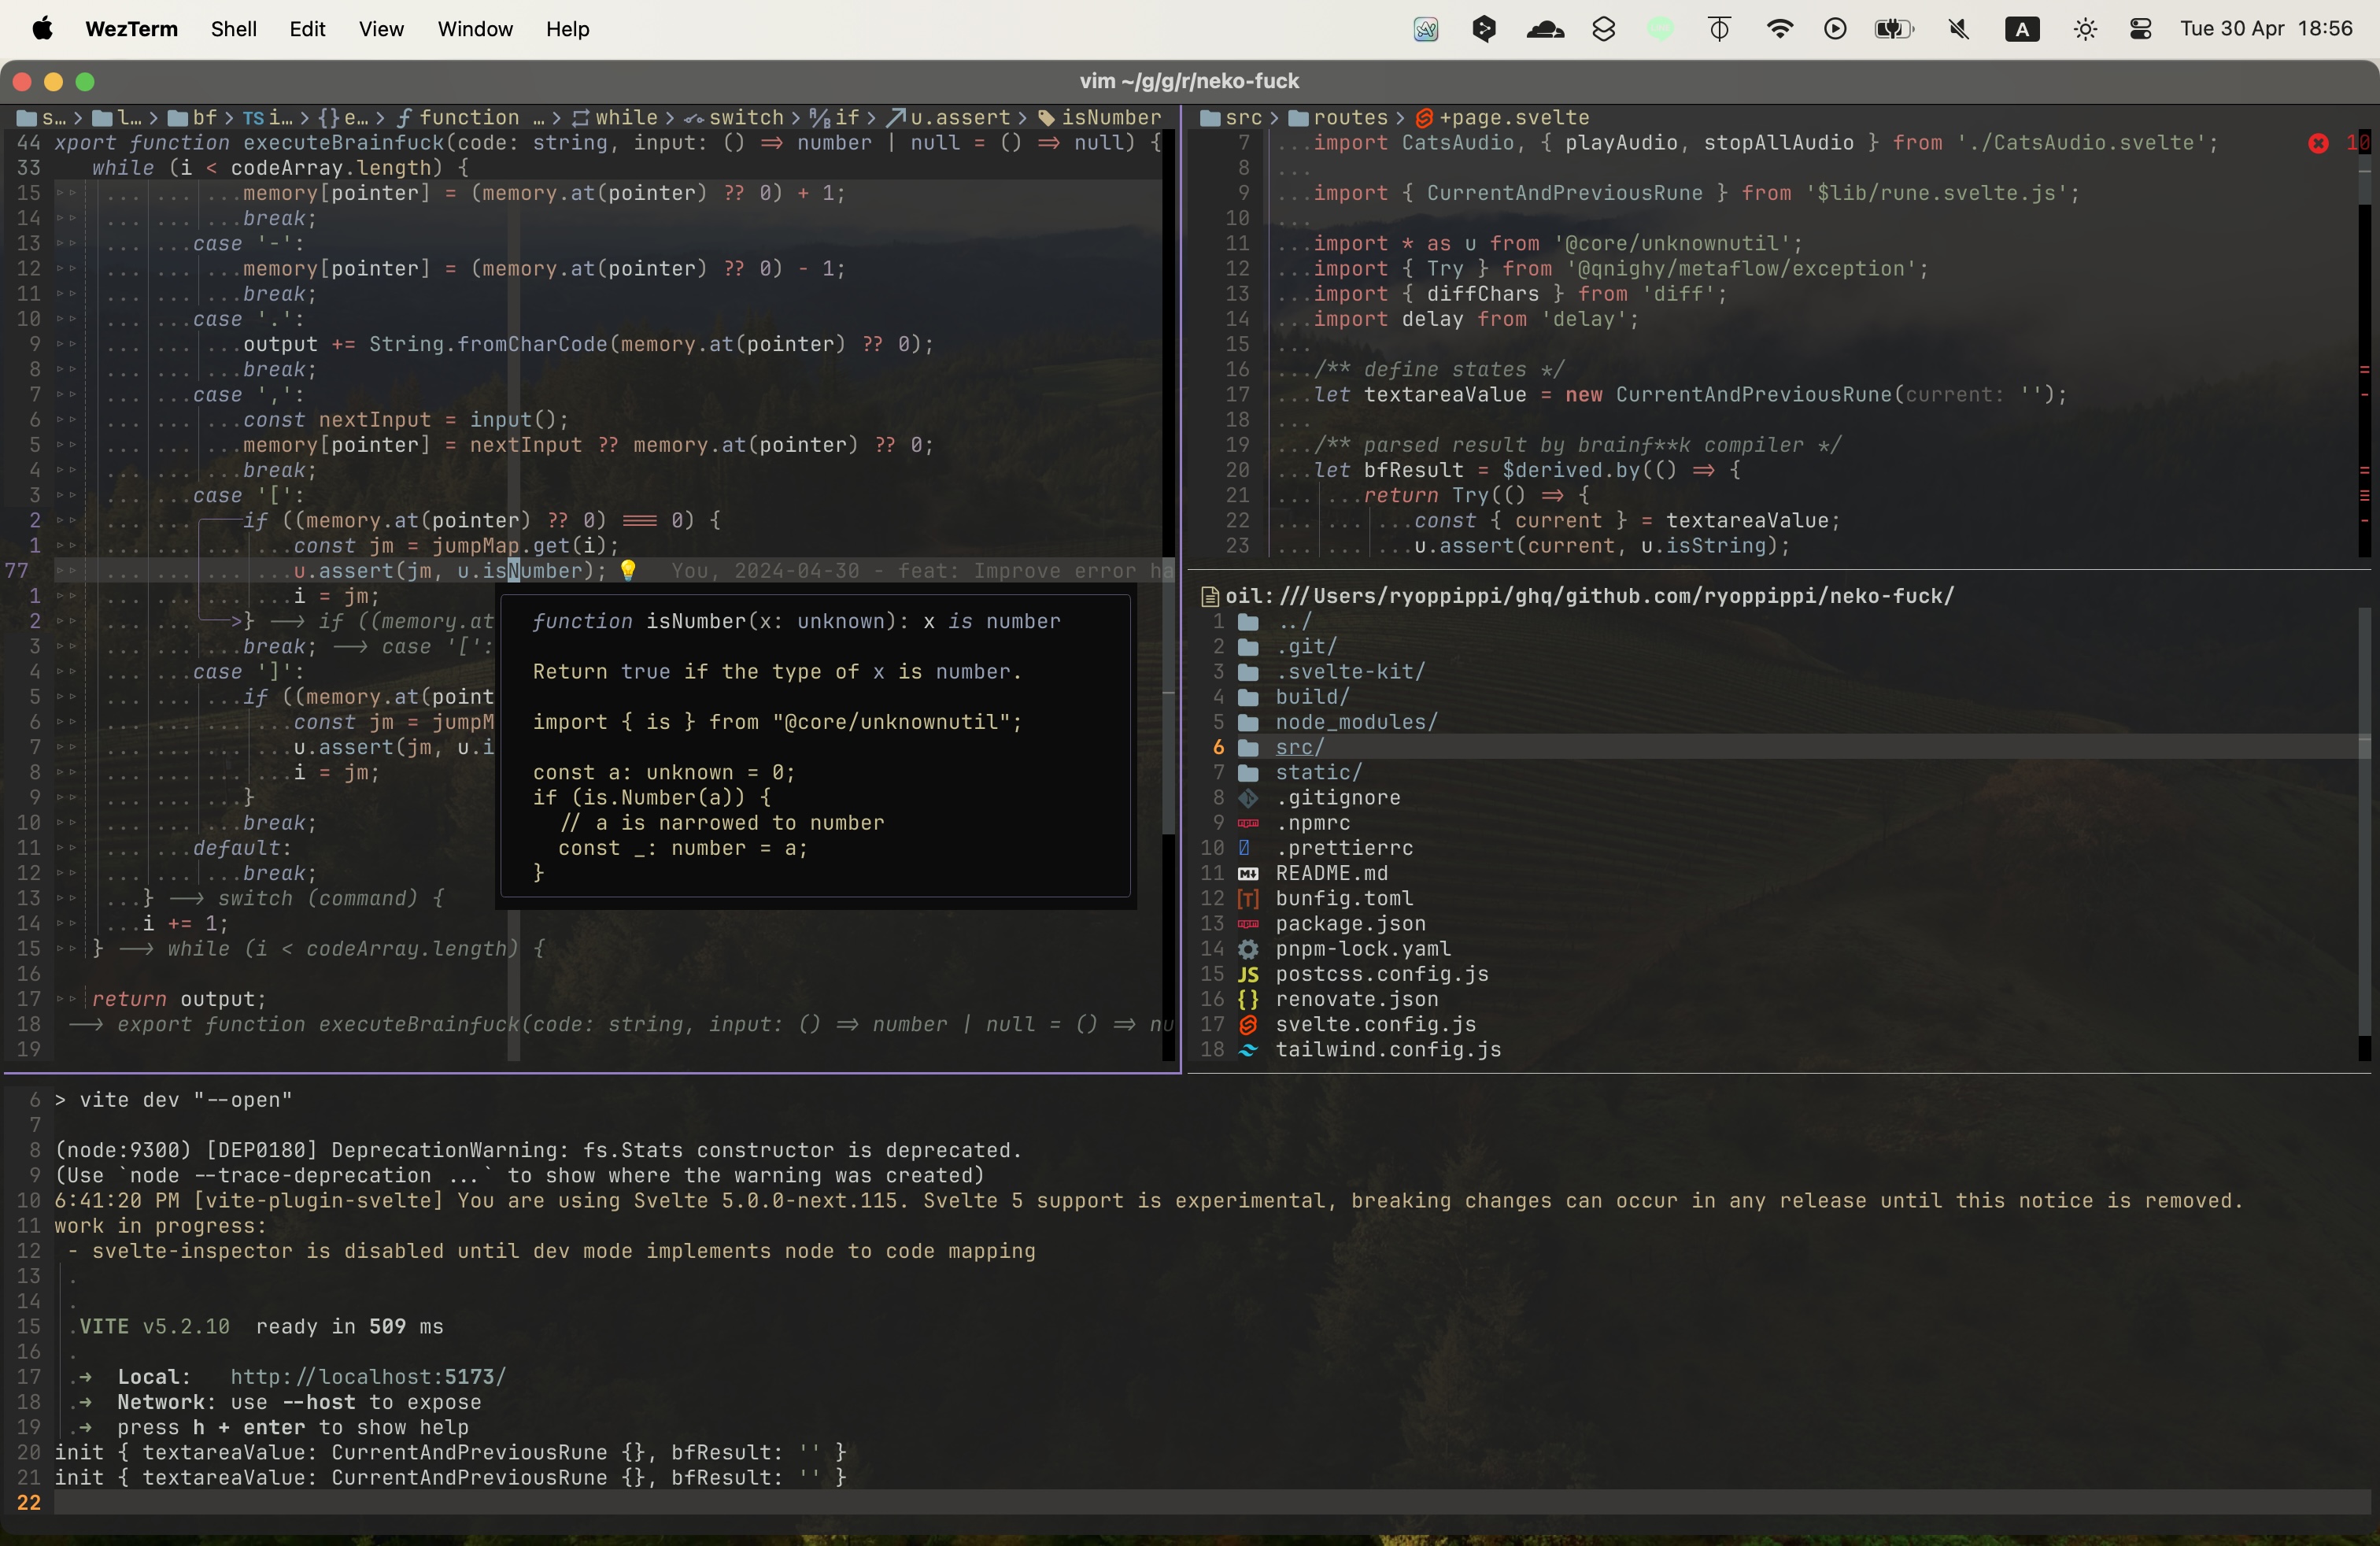 WezTerm Shell Edit View Window Help
A Tue 30 Apr 18:56
vim ~/g/g/r/neko-fuck
s… > l… > bf > TS i… > {} e… > ƒ function … > while > switch > if > u.assert > isNumber
44 xport function executeBrainfuck(code: string, input: () => number | null = () => null) {
33 while (i < codeArray.length) {
15 memory[pointer] = (memory.at(pointer) ?? 0) + 1;
14 break;
13 case '-':
12 memory[pointer] = (memory.at(pointer) ?? 0) - 1;
11 break;
10 case '.':
9 output += String.fromCharCode(memory.at(pointer) ?? 0);
8 break;
7 case ',':
6 const nextInput = input();
5 memory[pointer] = nextInput ?? memory.at(pointer) ?? 0;
4 break;
3 case '[':
2 if ((memory.at(pointer) ?? 0) === 0) {
1 const jm = jumpMap.get(i);
77 u.assert(jm, u.isNumber); 💡 You, 2024-04-30 - feat: Improve error ha
1 i = jm;
2 } —> if ((memory.at
3 break; —> case '[':
4 case ']':
5 if ((memory.at(point
6 const jm = jumpM
7 u.assert(jm, u.i
8 i = jm;
9 }
10 break;
11 default:
12 break;
13 } —> switch (command) {
14 i += 1;
15 } —> while (i < codeArray.length) {
16
17 return output;
18 —> export function executeBrainfuck(code: string, input: () => number | null = () => nu
19
function isNumber(x: unknown): x is number
Return true if the type of x is number.
import { is } from "@core/unknownutil";
const a: unknown = 0;
if (is.Number(a)) {
// a is narrowed to number
const _: number = a;
}
src > routes > +page.svelte
7 import CatsAudio, { playAudio, stopAllAudio } from './CatsAudio.svelte'; 10
8
9 import { CurrentAndPreviousRune } from '$lib/rune.svelte.js';
10
11 import * as u from '@core/unknownutil';
12 import { Try } from '@qnighy/metaflow/exception';
13 import { diffChars } from 'diff';
14 import delay from 'delay';
15
16 /** define states */
17 let textareaValue = new CurrentAndPreviousRune(current: '');
18
19 /** parsed result by brainf**k compiler */
20 let bfResult = $derived.by(() => {
21 return Try(() => {
22 const { current } = textareaValue;
23 u.assert(current, u.isString);
oil:///Users/ryoppippi/ghq/github.com/ryoppippi/neko-fuck/
1 ../
2 .git/
3 .svelte-kit/
4 build/
5 node_modules/
6 src/
7 static/
8 .gitignore
9 npm .npmrc
10 .prettierrc
11 README.md
12 [T] bunfig.toml
13 npm package.json
14 pnpm-lock.yaml
15 JS postcss.config.js
16 {} renovate.json
17 svelte.config.js
18 tailwind.config.js
6 > vite dev "--open"
7
8 (node:9300) [DEP0180] DeprecationWarning: fs.Stats constructor is deprecated.
9 (Use `node --trace-deprecation ...` to show where the warning was created)
10 6:41:20 PM [vite-plugin-svelte] You are using Svelte 5.0.0-next.115. Svelte 5 support is experimental, breaking changes can occur in any release until this notice is removed.
11 work in progress:
12 - svelte-inspector is disabled until dev mode implements node to code mapping
13
14
15 VITE v5.2.10 ready in 509 ms
16
17 ➜ Local: http://localhost:5173/
18 ➜ Network: use --host to expose
19 ➜ press h + enter to show help
20 init { textareaValue: CurrentAndPreviousRune {}, bfResult: '' }
21 init { textareaValue: CurrentAndPreviousRune {}, bfResult: '' }
22